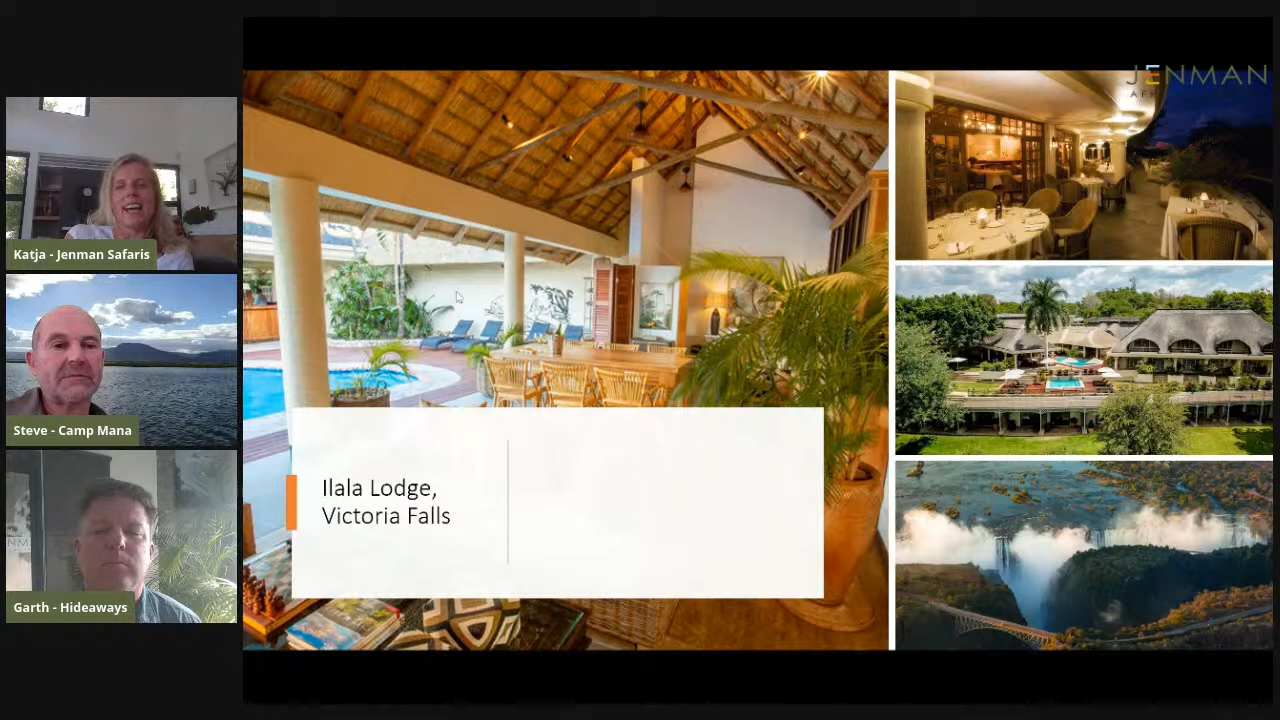 Katja - Jenman Safaris
Steve - Camp Mana
Garth - Hideaways
JENMAN
Ilala Lodge,
Victoria Falls